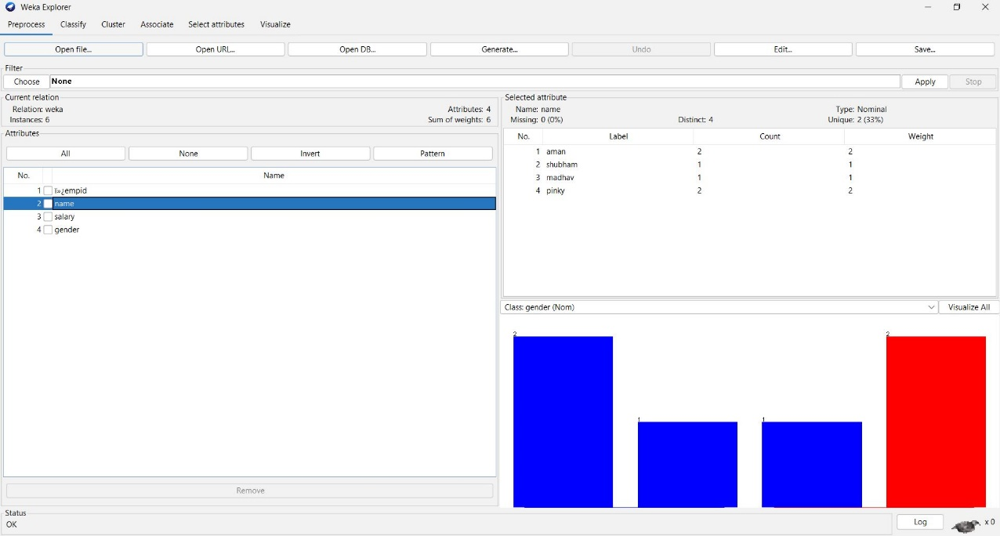 Weka Explorer
Preprocess Classify Cluster Associate Select attributes Visualize
Open file... Open URL... Open DB... Generate... Undo Edit... Save...
Filter
Choose None Apply Stop
Current relation
Relation: weka Attributes: 4
Instances: 6 Sum of weights: 6
Attributes
All None Invert Pattern
No. Name
1 ï»¿empid
2 name
3 salary
4 gender
Remove
Selected attribute
Name: name Type: Nominal
Missing: 0 (0%) Distinct: 4 Unique: 2 (33%)
No. Label Count Weight
1 aman 2 2
2 shubham 1 1
3 madhav 1 1
4 pinky 2 2
Class: gender (Nom) Visualize All
2 1 1 2
Status
OK
Log x 0